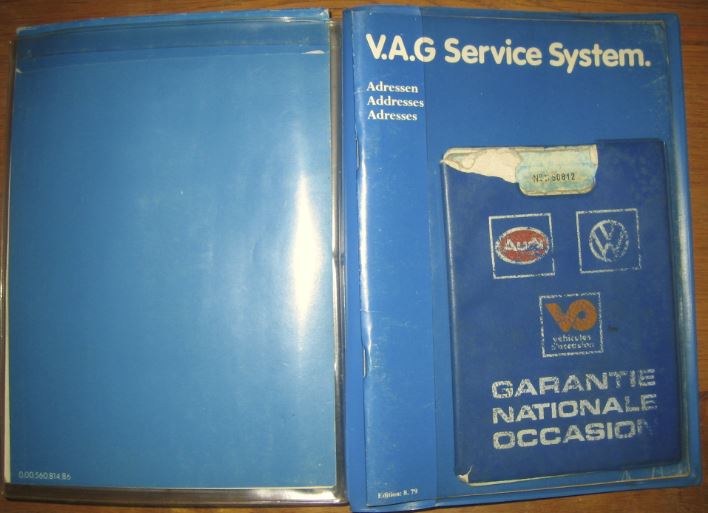 V.A.G Service System.
Adressen
Addresses
Adresses
AUDI
VO
véhicules
d'occasion
GARANTIE
NATIONALE
OCCASION
Edition: 8. 79
0.00.560.814.86